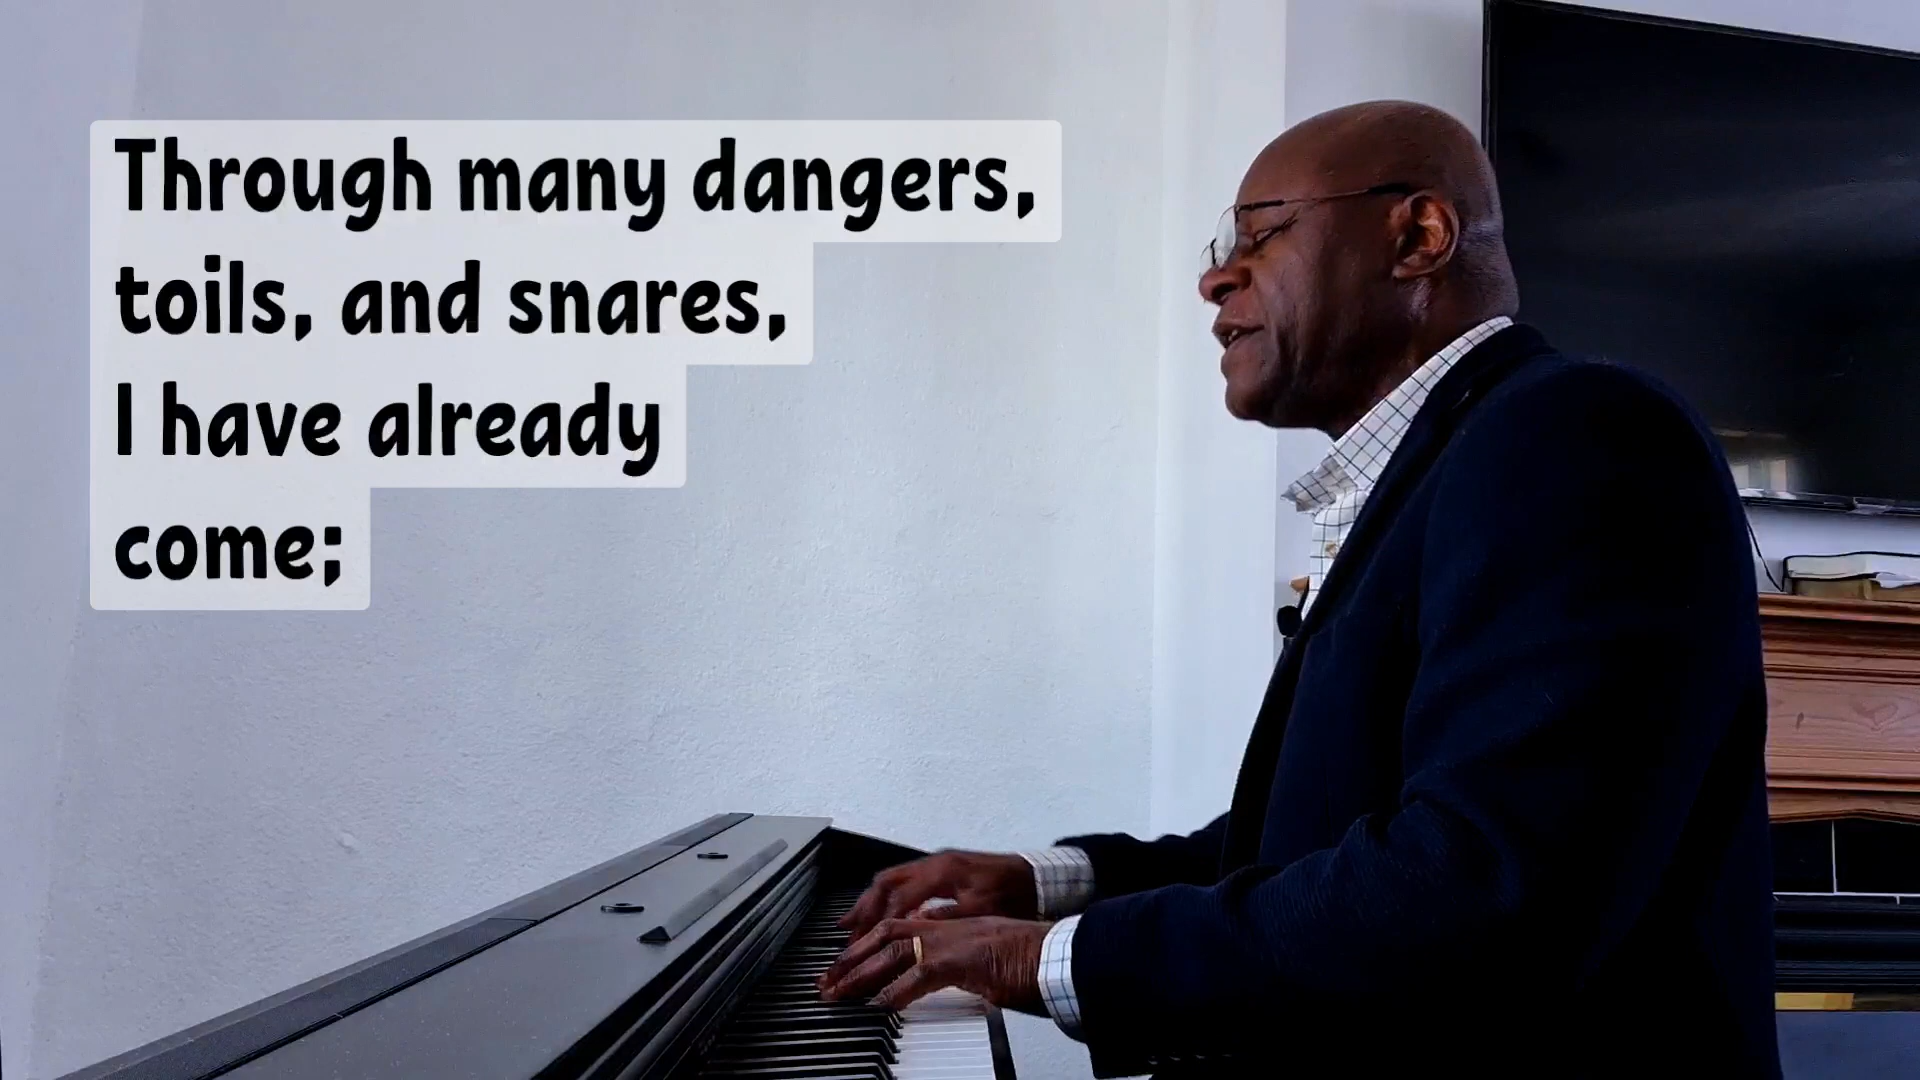 Through many dangers,
toils, and snares,
I have already
come;